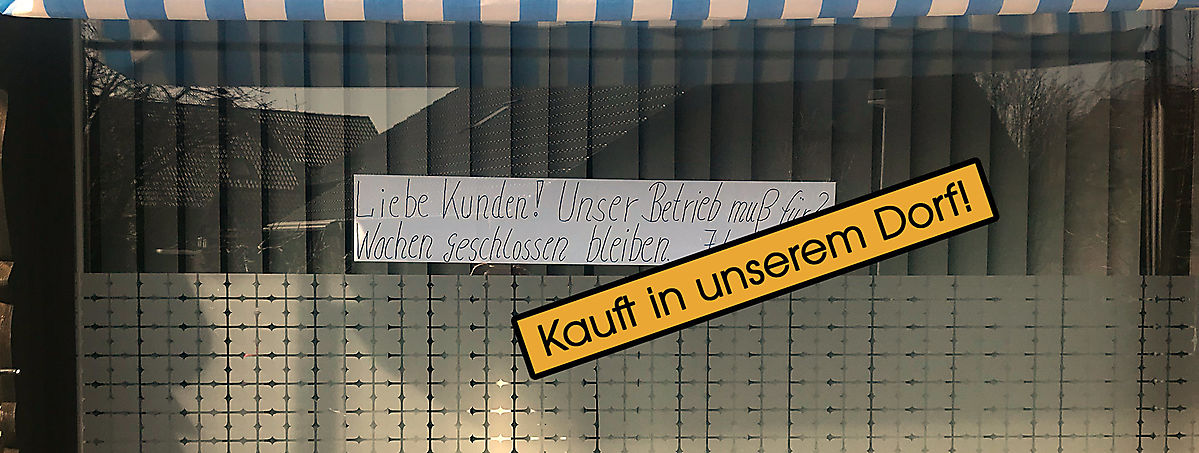 Liebe Kunden! Unser Betrieb muß für 2
Wochen geschlossen bleiben.
Kauft in unserem Dorf!